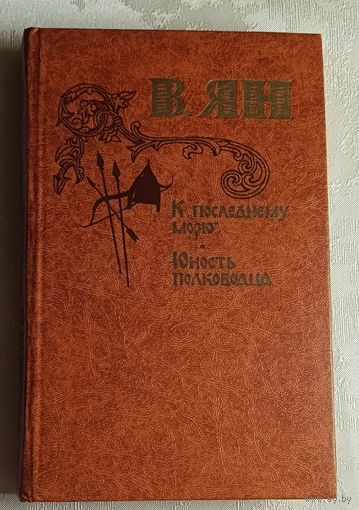 В. ЯН
К последнему
морю
•
Юность
полководца